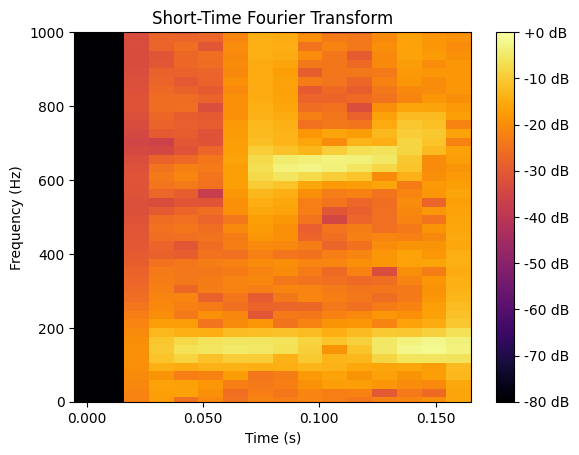 Short-Time Fourier Transform
1000
800
600
400
200
0
Frequency (Hz)
0.000
0.050
0.100
0.150
Time (s)
+0 dB
-10 dB
-20 dB
-30 dB
-40 dB
-50 dB
-60 dB
-70 dB
-80 dB